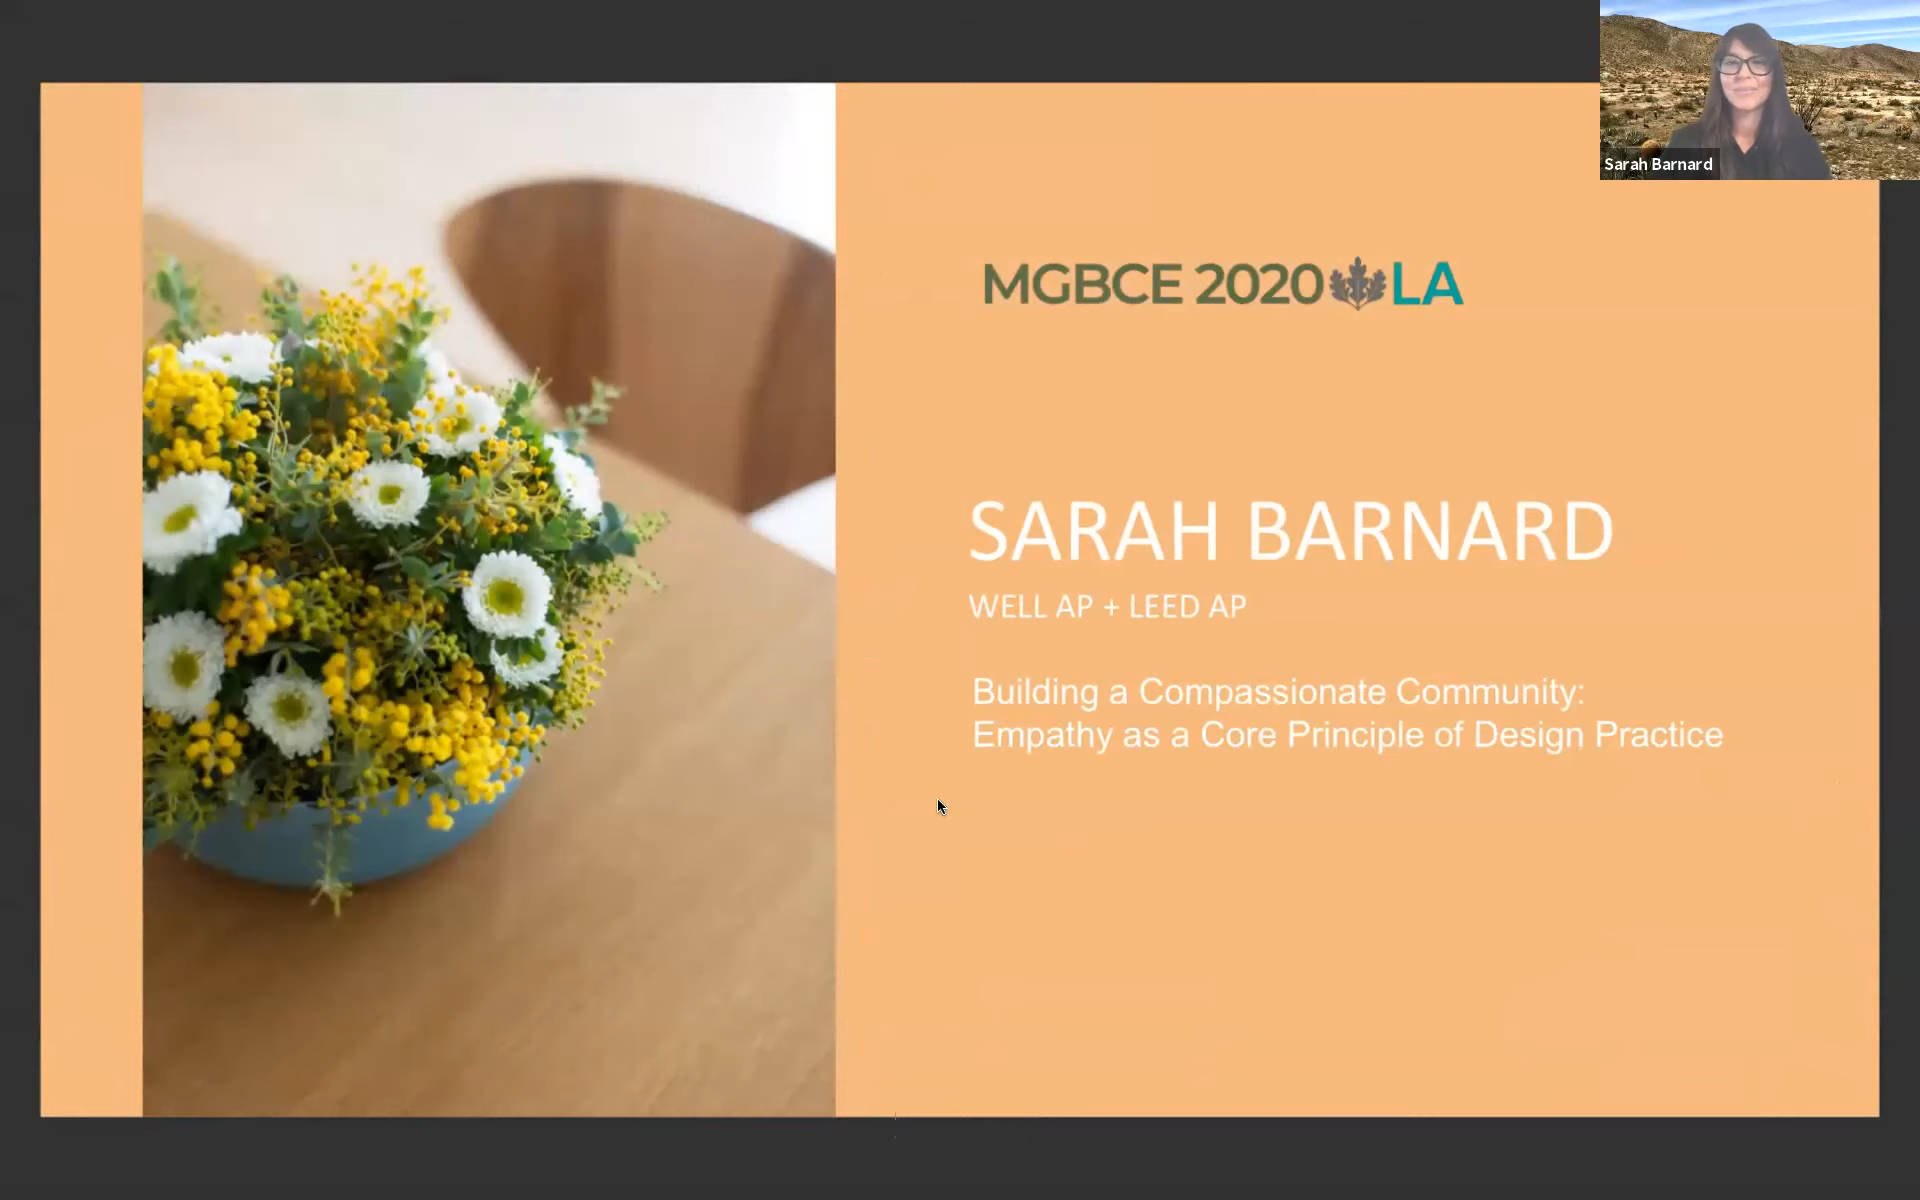 Sarah Barnard
MGBCE 2020 LA
SARAH BARNARD
WELL AP + LEED AP
Building a Compassionate Community:
Empathy as a Core Principle of Design Practice